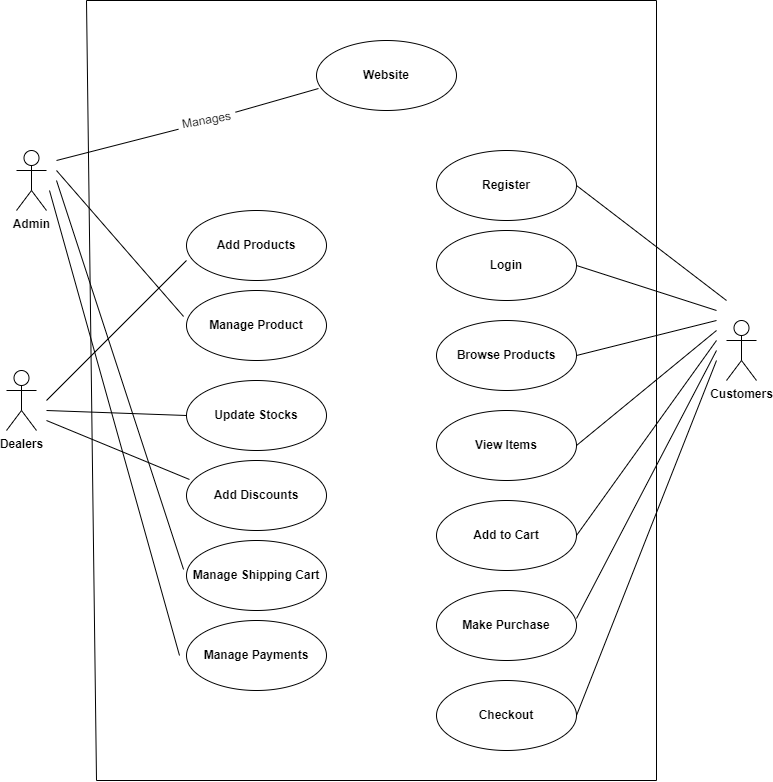 Website
Manages
Register
Admin
Add Products
Login
Manage Product
Browse Products
Customers
Update Stocks
Dealers
View Items
Add Discounts
Add to Cart
Manage Shipping Cart
Make Purchase
Manage Payments
Checkout